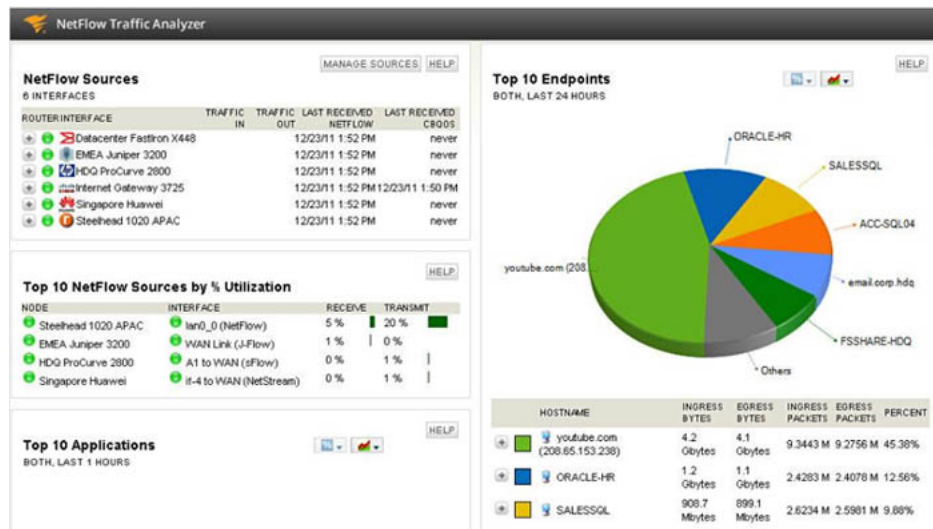 NetFlow Traffic Analyzer
MANAGE SOURCES HELP
NetFlow Sources
6 INTERFACES
ROUTER INTERFACE TRAFFIC IN TRAFFIC OUT LAST RECEIVED NETFLOW LAST RECEIVED CBQOS
Datacenter FastIron X448 12/23/11 1:52 PM never
EMEA Juniper 3200 12/23/11 1:52 PM never
HDQ ProCurve 2800 12/23/11 1:52 PM never
Internet Gateway 3725 12/23/11 1:52 PM 12/23/11 1:50 PM
Singapore Huawei 12/23/11 1:52 PM never
Steelhead 1020 APAC 12/23/11 1:52 PM never
HELP
Top 10 NetFlow Sources by % Utilization
NODE INTERFACE RECEIVE TRANSMIT
Steelhead 1020 APAC lan0_0 (NetFlow) 5 % 20 %
EMEA Juniper 3200 WAN Link (J-Flow) 1 % 0 %
HDQ ProCurve 2800 A1 to WAN (sFlow) 0 % 1 %
Singapore Huawei if-4 to WAN (NetStream) 0 % 1 %
HELP
Top 10 Applications
BOTH, LAST 1 HOURS
HELP
Top 10 Endpoints
BOTH, LAST 24 HOURS
ORACLE-HR
SALESSQL
ACC-SQL04
youtube.com (208...
email.corp.hdq
FSSHARE-HDQ
Others
HOSTNAME INGRESS BYTES EGRESS BYTES INGRESS PACKETS EGRESS PACKETS PERCENT
youtube.com (208.65.153.238) 4.2 Gbytes 4.1 Gbytes 9.3443 M 9.2756 M 45.38%
ORACLE-HR 1.2 Gbytes 1.1 Gbytes 2.4283 M 2.4078 M 12.56%
SALESSQL 908.7 Mbytes 899.1 Mbytes 2.6234 M 2.5981 M 9.88%